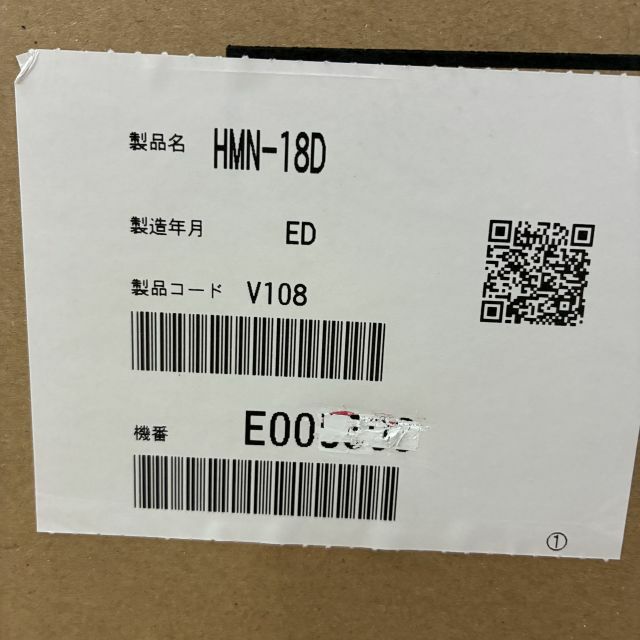 製品名 HMN-18D
製造年月 ED
製品コード V108
機番 E00
①